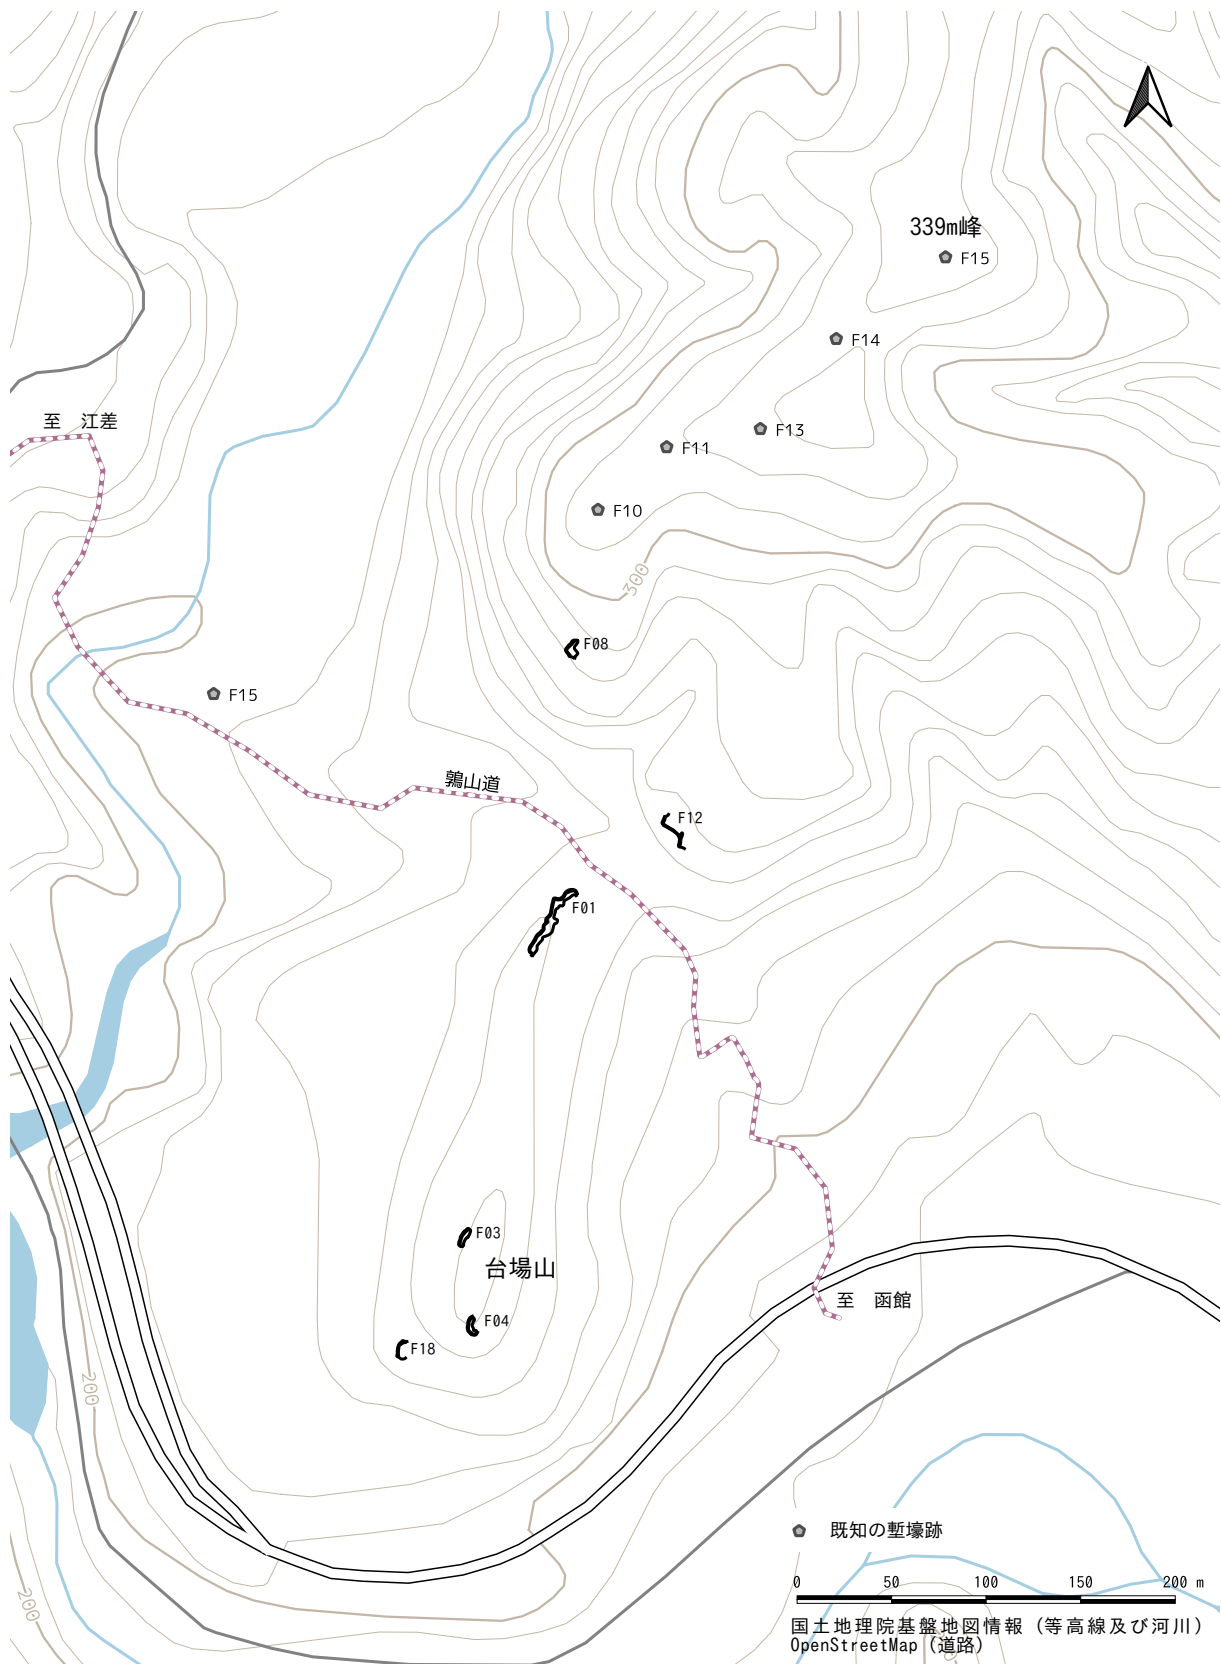 339m峰
F15
F14
至　江差
F13
F11
F10
300
F08
F15
鶉山道
F12
F01
F03
台場山
至　函館
F04
F18
200
既知の塹壕跡
0 50 100 150 200 m
200
国土地理院基盤地図情報（等高線及び河川）
OpenStreetMap（道路）